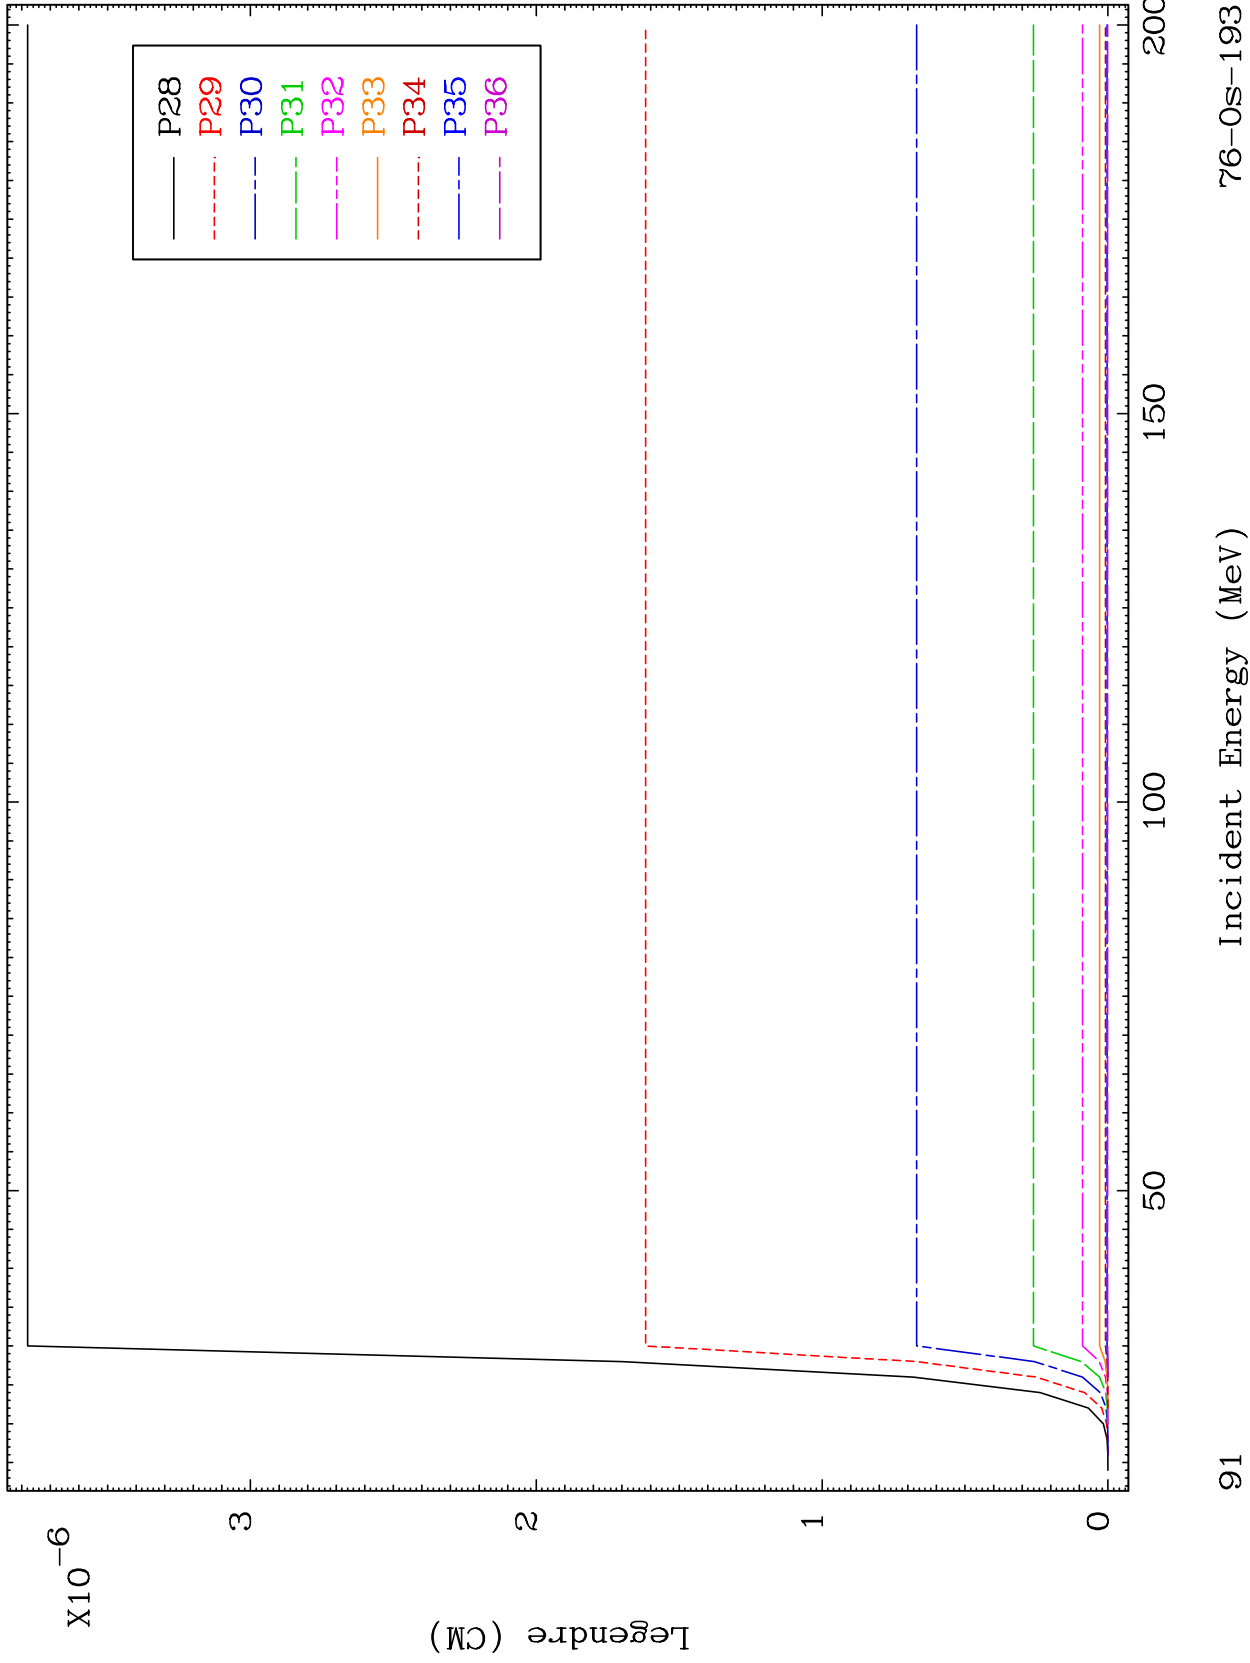 X10
-6
3
2
1
0
Legendre (CM)
P28
P29
P30
P31
P32
P33
P34
P35
P36
50
100
150
200
Incident Energy (MeV)
91
76-Os-193